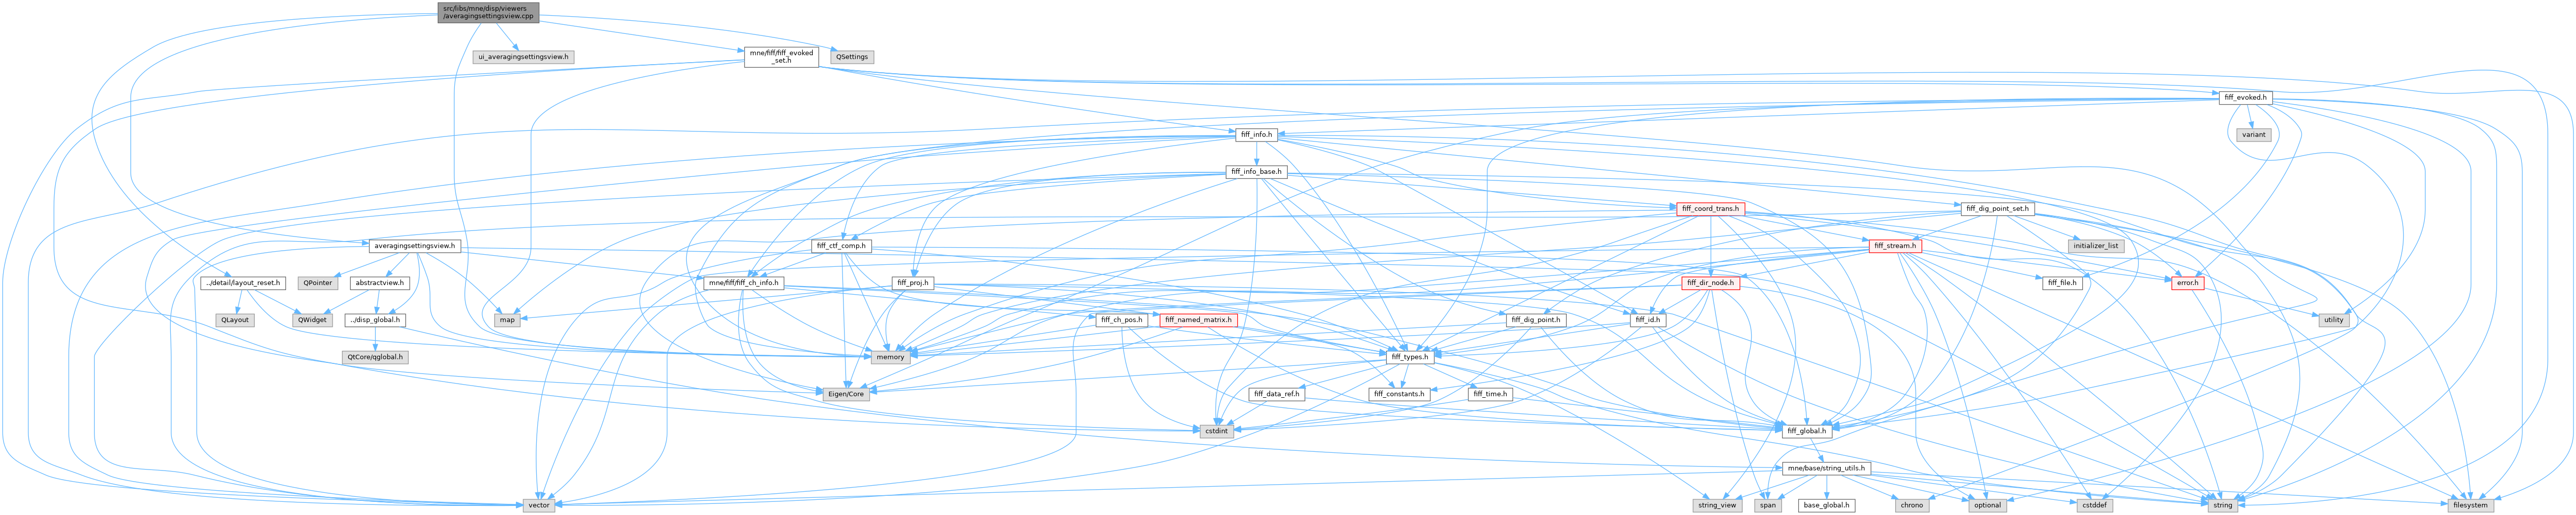 src/libs/mne/disp/viewers
/averagingsettingsview.cpp
ui_averagingsettingsview.h
mne/fiff/fiff_evoked
_set.h
QSettings
fiff_evoked.h
fiff_info.h
variant
fiff_info_base.h
fiff_coord_trans.h
fiff_dig_point_set.h
averagingsettingsview.h
fiff_ctf_comp.h
fiff_stream.h
initializer_list
../detail/layout_reset.h
QPointer
abstractview.h
mne/fiff/fiff_ch_info.h
fiff_proj.h
fiff_dir_node.h
fiff_file.h
error.h
QLayout
QWidget
../disp_global.h
map
fiff_ch_pos.h
fiff_named_matrix.h
fiff_dig_point.h
fiff_id.h
utility
QtCore/qglobal.h
memory
fiff_types.h
Eigen/Core
fiff_data_ref.h
fiff_constants.h
fiff_time.h
cstdint
fiff_global.h
mne/base/string_utils.h
vector
string_view
span
base_global.h
chrono
optional
cstddef
string
filesystem